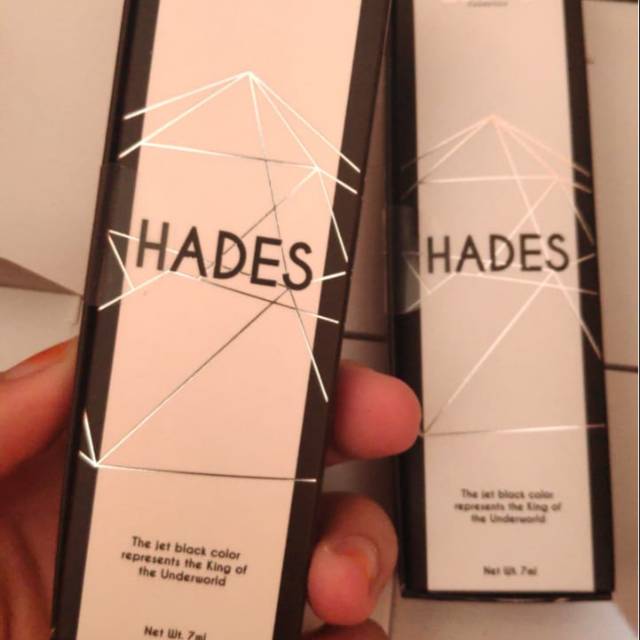 HADES
The jet black color
represents the King of
the Underworld
Net Wt. 7ml
HADES
The jet black color
represents the King of
the Underworld
Net Wt. 7ml